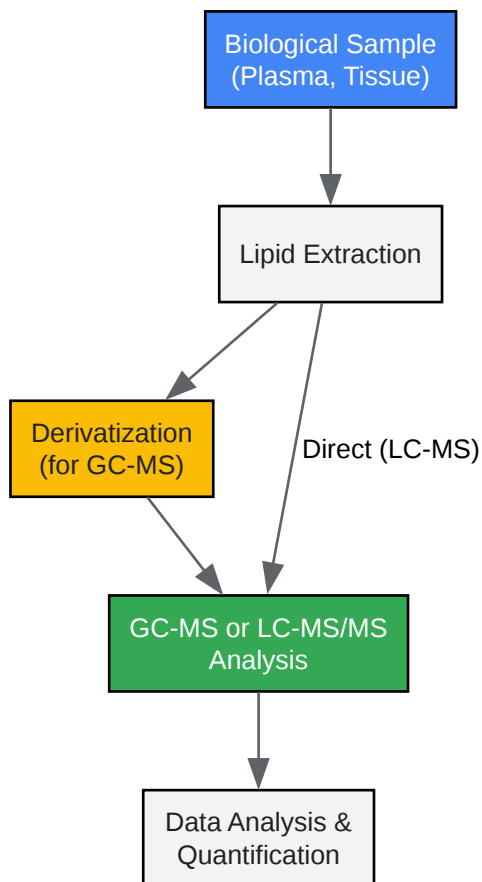 Biological Sample
(Plasma, Tissue)
Lipid Extraction
Derivatization
(for GC-MS)
Direct (LC-MS)
GC-MS or LC-MS/MS
Analysis
Data Analysis &
Quantification